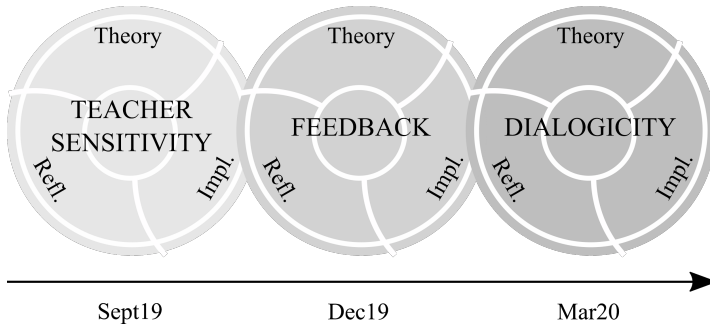 Theory
TEACHER
SENSITIVITY
Refl.
Impl.
Theory
FEEDBACK
Refl.
Impl.
Theory
DIALOGICITY
Refl.
Impl.
Sept19
Dec19
Mar20